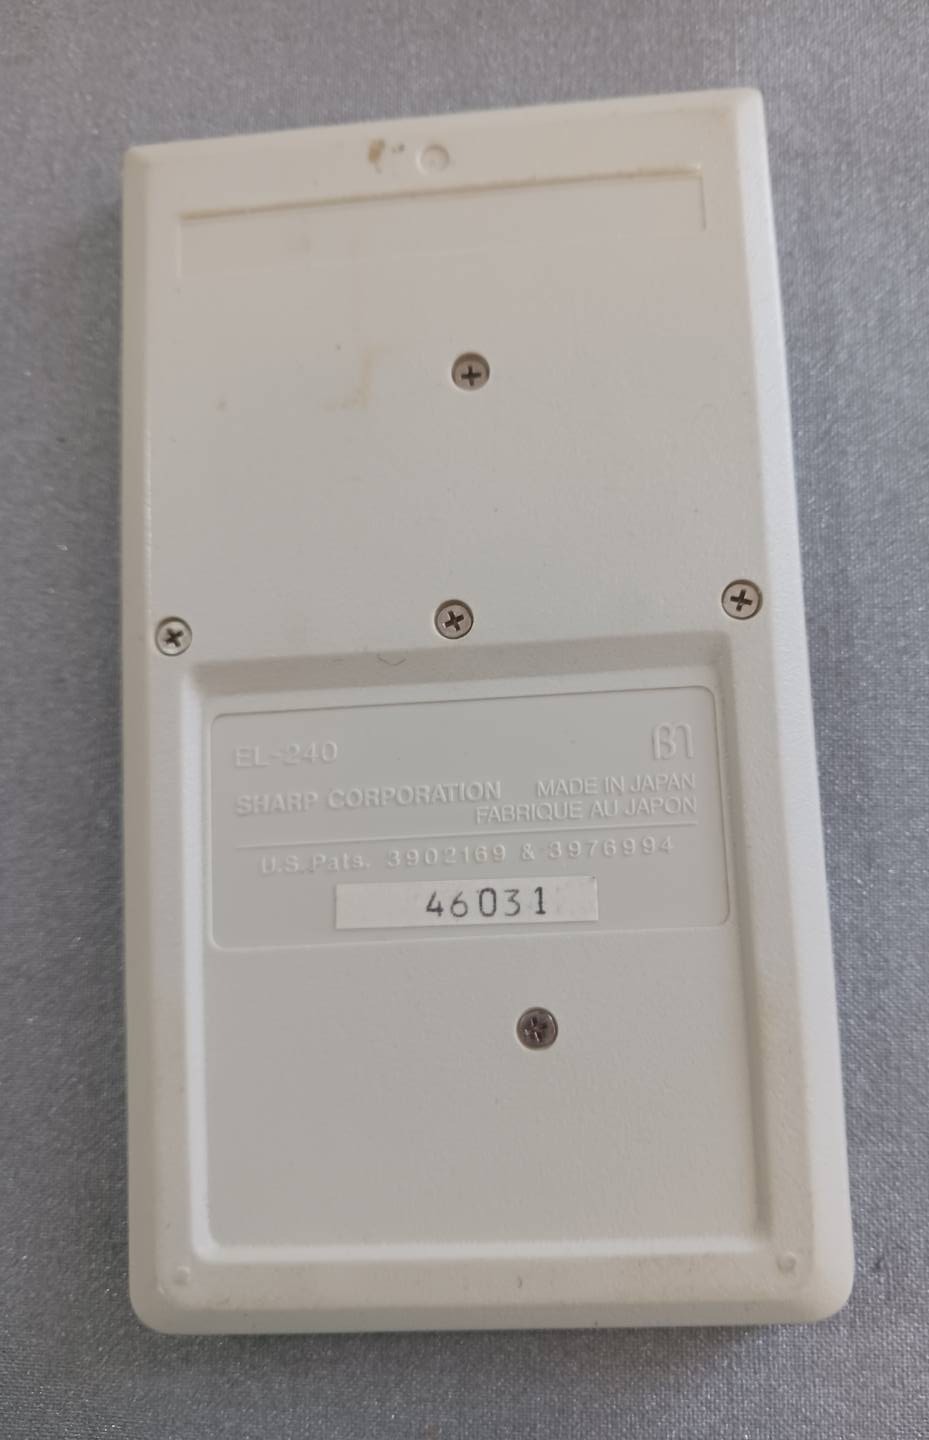 EL-240
SHARP CORPORATION MADE IN JAPAN
FABRIQUE AU JAPON
U.S. Pats. 3902169 & 3976994
46031